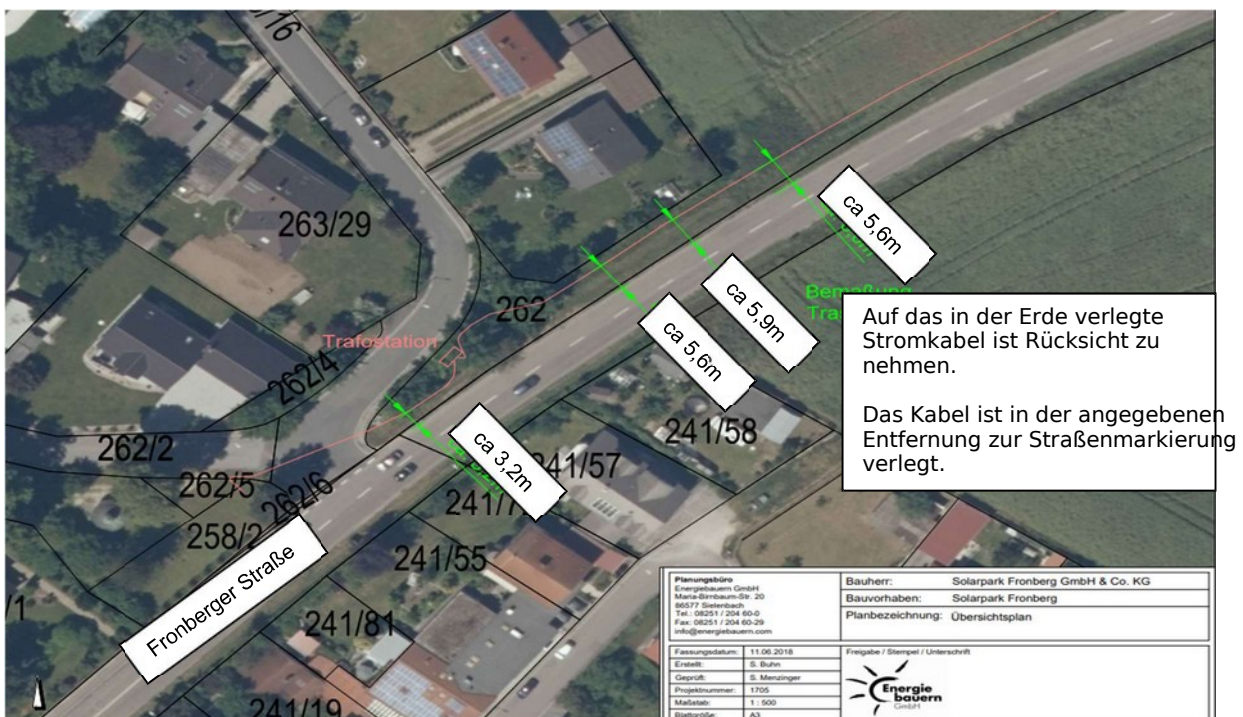 263/29
Trafostation
262
262/4
262/2
262/5
262/6
258/2
Fronberger Straße
ca 5,6m
ca 5,9m
ca 5,6m
ca 3,2m
Bemaßung
Auf das in der Erde verlegte
Stromkabel ist Rücksicht zu
nehmen.
Das Kabel ist in der angegebenen
Entfernung zur Straßenmarkierung
verlegt.
241/58
241/57
241/55
241/81
241/19
Planungsbüro
Energiebauern GmbH
Maria-Birnbaum-Str. 20
86577 Sielenbach
Tel.: 08251 / 204 60-0
Fax: 08251 / 204 60-29
info@energiebauern.com
Bauherr: Solarpark Fronberg GmbH & Co. KG
Bauvorhaben: Solarpark Fronberg
Planbezeichnung: Übersichtsplan
Fassungsdatum: 11.06.2018
Erstellt: S. Buhn
Geprüft: S. Menzinger
Projektnummer: 1705
Maßstab: 1 : 500
Blattgröße: A3
Freigabe / Stempel / Unterschrift
Energie
bauern
GmbH